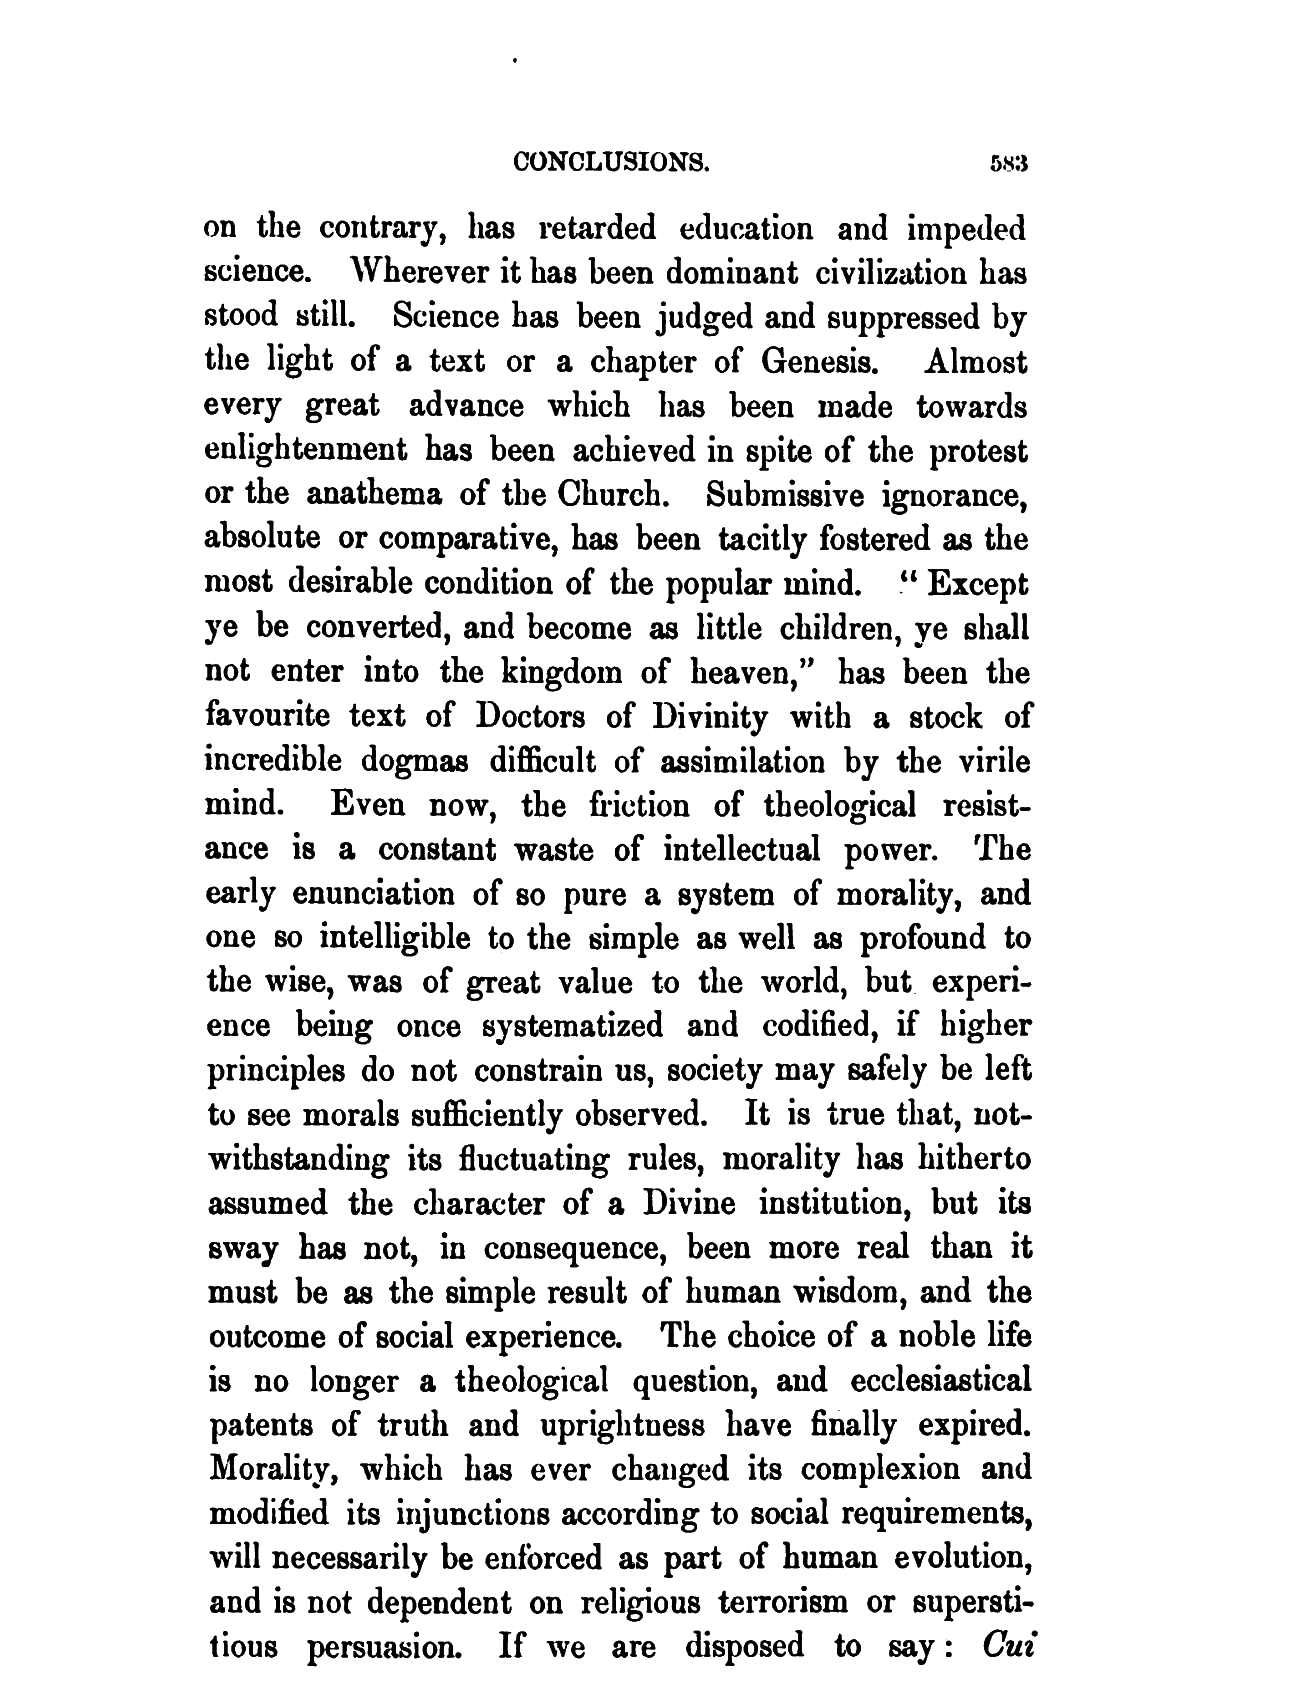 CONCLUSIONS. 583
on the contrary, has retarded education and impeded
science. Wherever it has been dominant civilization has
stood still. Science has been judged and suppressed by
the light of a text or a chapter of Genesis. Almost
every great advance which has been made towards
enlightenment has been achieved in spite of the protest
or the anathema of the Church. Submissive ignorance,
absolute or comparative, has been tacitly fostered as the
most desirable condition of the popular mind. “ Except
ye be converted, and become as little children, ye shall
not enter into the kingdom of heaven,” has been the
favourite text of Doctors of Divinity with a stock of
incredible dogmas difficult of assimilation by the virile
mind. Even now, the friction of theological resist-
ance is a constant waste of intellectual power. The
early enunciation of so pure a system of morality, and
one so intelligible to the simple as well as profound to
the wise, was of great value to the world, but experi-
ence being once systematized and codified, if higher
principles do not constrain us, society may safely be left
to see morals sufficiently observed. It is true that, not-
withstanding its fluctuating rules, morality has hitherto
assumed the character of a Divine institution, but its
sway has not, in consequence, been more real than it
must be as the simple result of human wisdom, and the
outcome of social experience. The choice of a noble life
is no longer a theological question, and ecclesiastical
patents of truth and uprightness have finally expired.
Morality, which has ever changed its complexion and
modified its injunctions according to social requirements,
will necessarily be enforced as part of human evolution,
and is not dependent on religious terrorism or supersti-
tious persuasion. If we are disposed to say : Cui